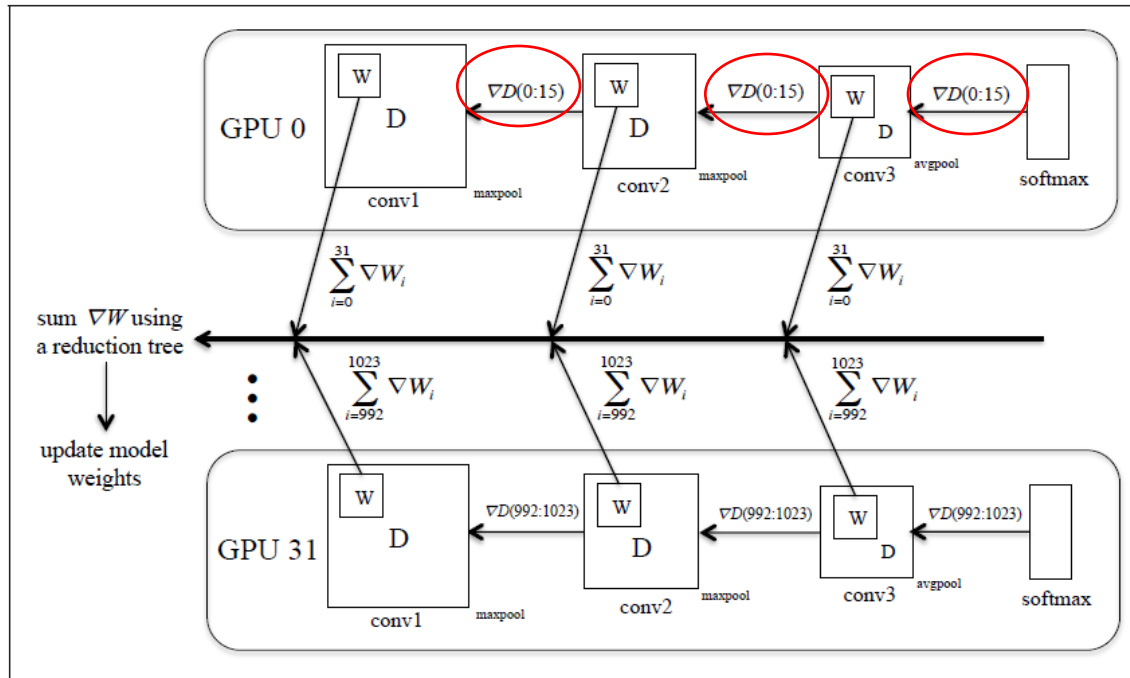 GPU 0
W
D
conv1
maxpool
∇D(0:15)
W
D
conv2
maxpool
∇D(0:15)
W
D
conv3
avgpool
∇D(0:15)
softmax
31
∑ ∇W_i
i=0
31
∑ ∇W_i
i=0
31
∑ ∇W_i
i=0
sum ∇W using
a reduction tree
update model
weights
1023
∑ ∇W_i
i=992
1023
∑ ∇W_i
i=992
1023
∑ ∇W_i
i=992
GPU 31
W
D
conv1
maxpool
∇D(992:1023)
W
D
conv2
maxpool
∇D(992:1023)
W
D
conv3
avgpool
∇D(992:1023)
softmax